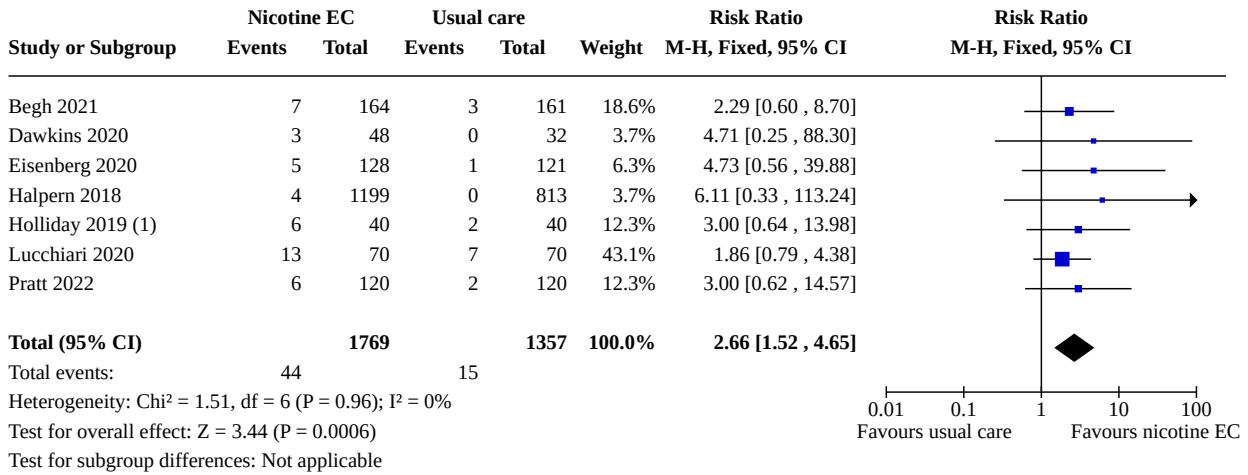 Nicotine EC Usual care Risk Ratio Risk Ratio
Study or Subgroup Events Total Events Total Weight M-H, Fixed, 95% CI M-H, Fixed, 95% CI
Begh 2021 7 164 3 161 18.6% 2.29 [0.60 , 8.70]
Dawkins 2020 3 48 0 32 3.7% 4.71 [0.25 , 88.30]
Eisenberg 2020 5 128 1 121 6.3% 4.73 [0.56 , 39.88]
Halpern 2018 4 1199 0 813 3.7% 6.11 [0.33 , 113.24]
Holliday 2019 (1) 6 40 2 40 12.3% 3.00 [0.64 , 13.98]
Lucchiari 2020 13 70 7 70 43.1% 1.86 [0.79 , 4.38]
Pratt 2022 6 120 2 120 12.3% 3.00 [0.62 , 14.57]
Total (95% CI) 1769 1357 100.0% 2.66 [1.52 , 4.65]
Total events: 44 15
Heterogeneity: Chi² = 1.51, df = 6 (P = 0.96); I² = 0%
Test for overall effect: Z = 3.44 (P = 0.0006)
Test for subgroup differences: Not applicable
0.01 0.1 1 10 100
Favours usual care Favours nicotine EC